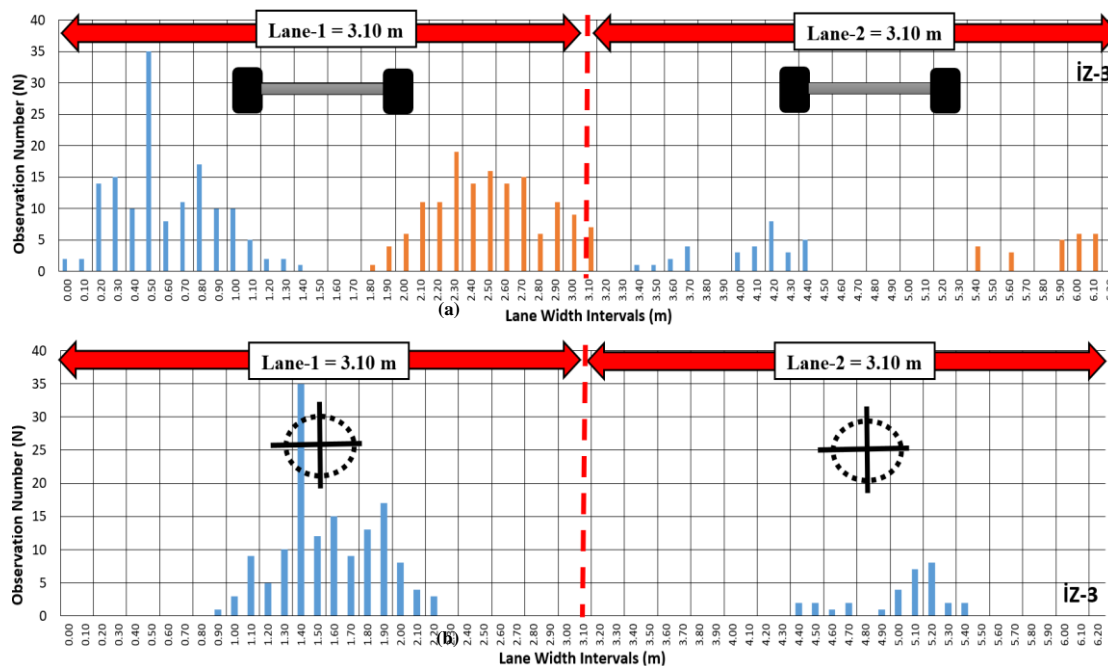 40
35
30
25
20
15
10
5
0
Observation Number (N)
Lane-1 = 3.10 m
Lane-2 = 3.10 m
İZ-3
0.00 0.10 0.20 0.30 0.40 0.50 0.60 0.70 0.80 0.90 1.00 1.10 1.20 1.30 1.40 1.50 1.60 1.70 1.80 1.90 2.00 2.10 2.20 2.30 2.40 2.50 2.60 2.70 2.80 2.90 3.00 3.10 3.20 3.40 3.50 3.60 3.70 3.80 3.90 4.00 4.10 4.20 4.30 4.40 4.50 4.60 4.70 4.80 4.90 5.00 5.10 5.20 5.30 5.40 5.50 5.60 5.70 5.80 5.90 6.00 6.10
(a)
Lane Width Intervals (m)
40
35
30
25
20
15
10
5
0
Observation Number (N)
Lane-1 = 3.10 m
Lane-2 = 3.10 m
İZ-3
0.00 0.10 0.20 0.30 0.40 0.50 0.60 0.70 0.80 0.90 1.00 1.10 1.20 1.30 1.40 1.50 1.60 1.70 1.80 1.90 2.00 2.10 2.20 2.30 2.40 2.50 2.60 2.70 2.80 2.90 3.00 3.10 3.20 3.30 3.40 3.50 3.60 3.70 3.80 3.90 4.00 4.10 4.20 4.30 4.40 4.50 4.60 4.70 4.80 4.90 5.00 5.10 5.20 5.30 5.40 5.50 5.60 5.70 5.80 5.90 6.00 6.10 6.20
(b)
Lane Width Intervals (m)